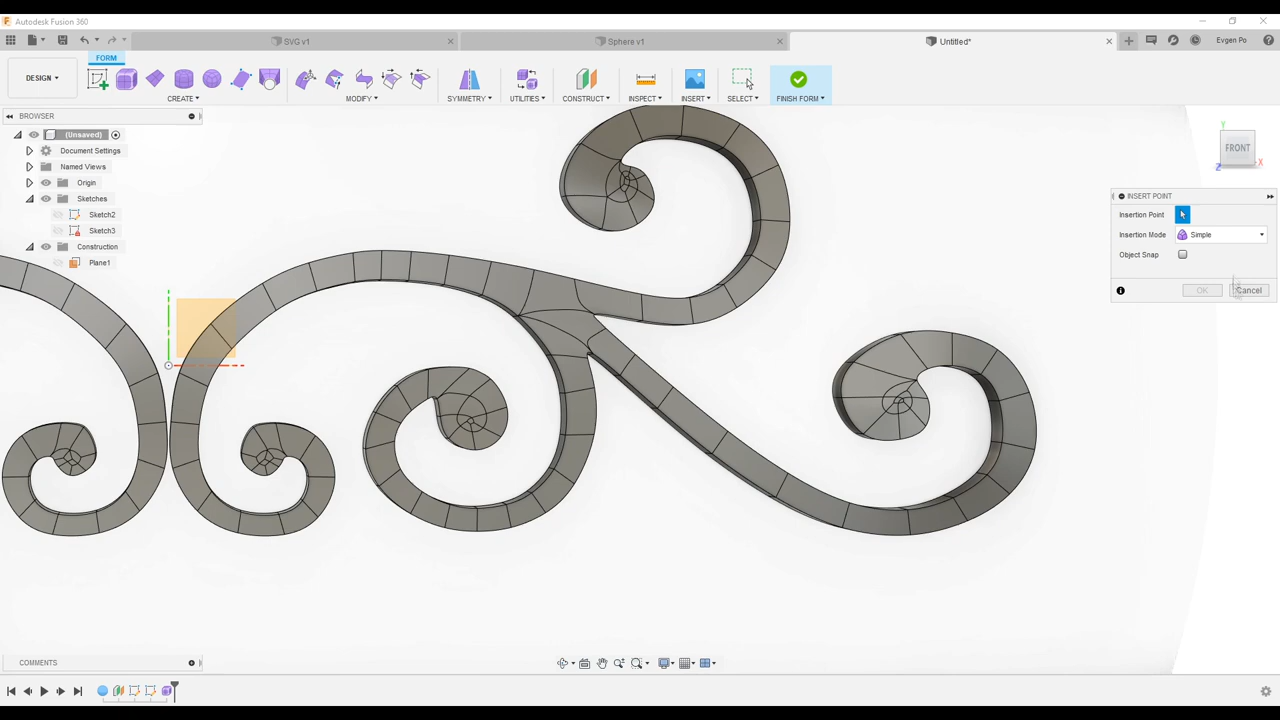 Autodesk Fusion 360
SVG v1
Sphere v1
Untitled*
Evgen Po
DESIGN
FORM
CREATE
MODIFY
SYMMETRY
UTILITIES
CONSTRUCT
INSPECT
INSERT
SELECT
FINISH FORM
BROWSER
(Unsaved)
Document Settings
Named Views
Origin
Sketches
Sketch2
Sketch3
Construction
Plane1
Y
FRONT
X
Z
INSERT POINT
Insertion Point
Insertion Mode
Simple
Object Snap
OK
Cancel
COMMENTS